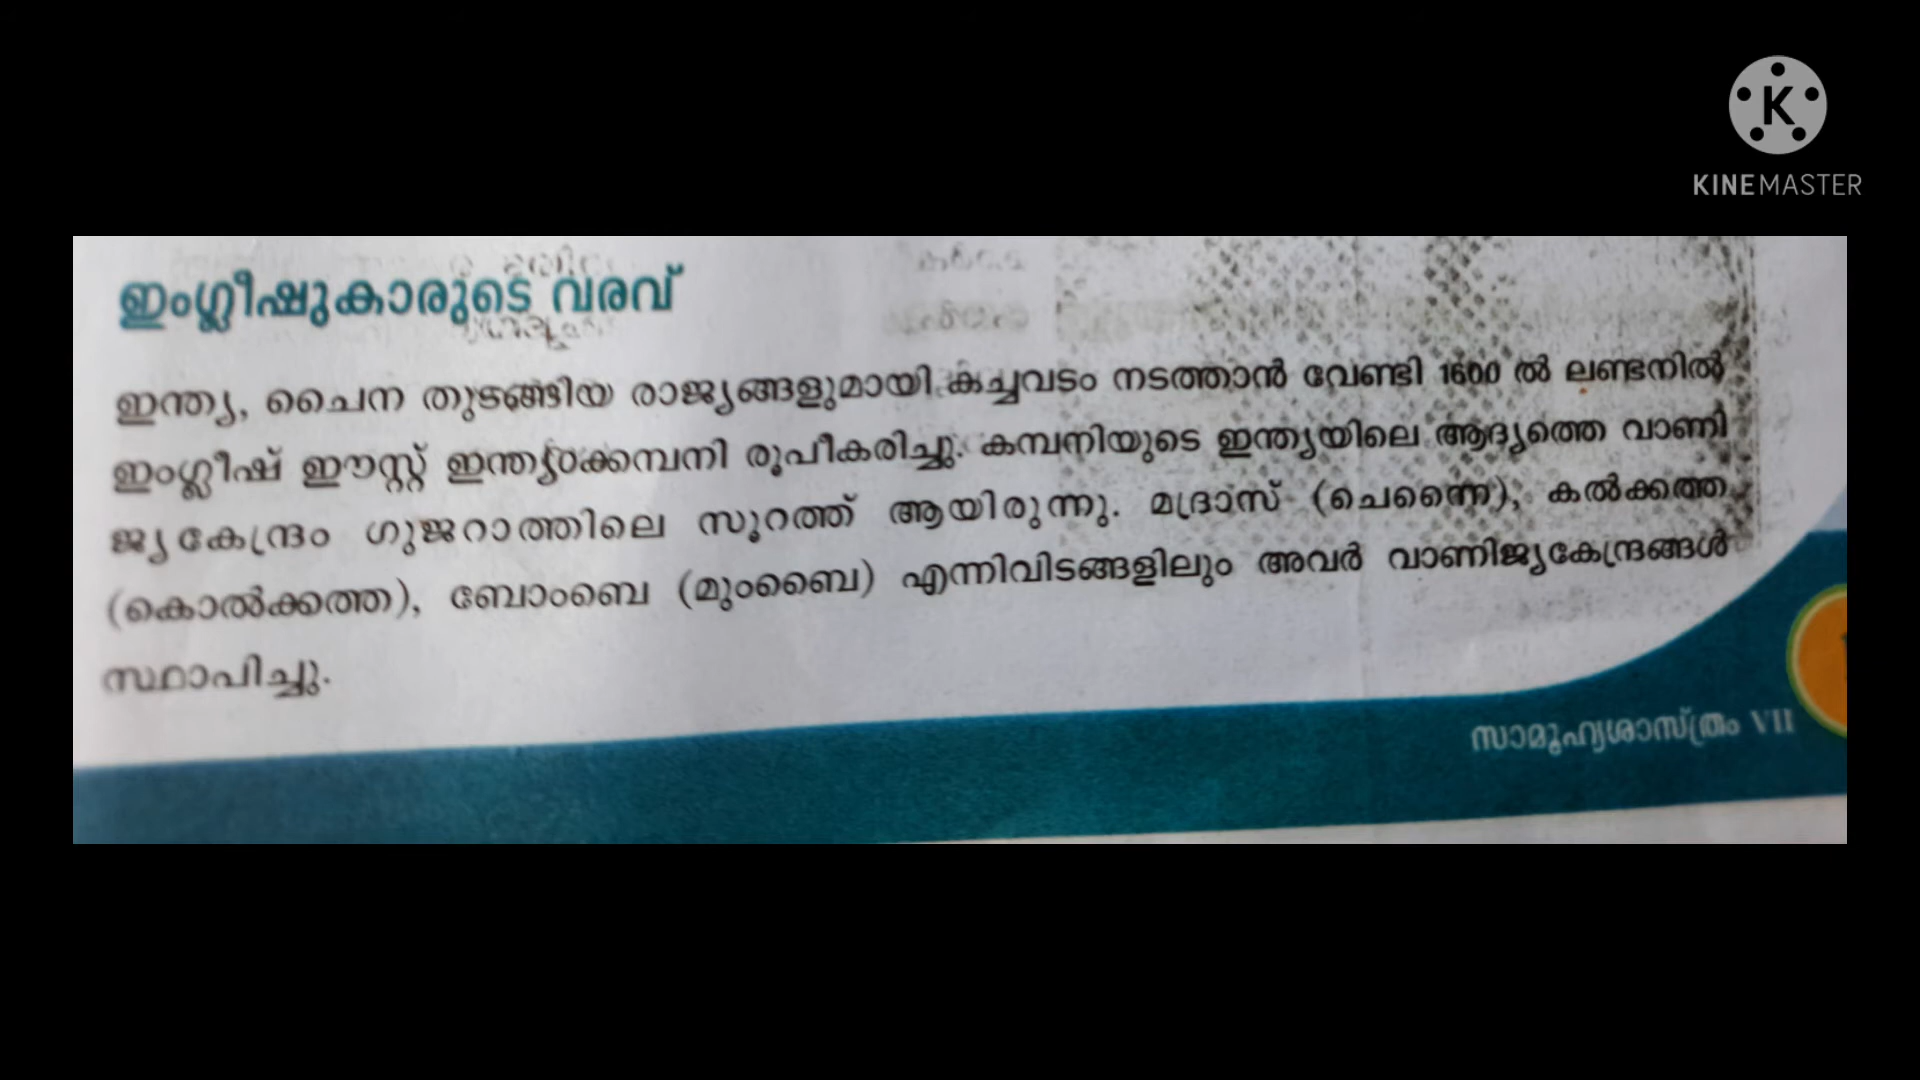 KINEMASTER
ഇംഗ്ലീഷുകാരുടെ വരവ്
ഇന്ത്യ, ചൈന തുടങ്ങിയ രാജ്യങ്ങളുമായി കച്ചവടം നടത്താൻ വേണ്ടി 1600 ൽ ലണ്ടനിൽ
ഇംഗ്ലീഷ് ഈസ്റ്റ് ഇന്ത്യാക്കമ്പനി രൂപീകരിച്ചു. കമ്പനിയുടെ ഇന്ത്യയിലെ ആദ്യത്തെ വാണി
ജ്യകേന്ദ്രം ഗുജറാത്തിലെ സൂറത്ത് ആയിരുന്നു. മദ്രാസ് (ചെന്നൈ), കൽക്കത്ത
(കൊൽക്കത്ത), ബോംബെ (മുംബൈ) എന്നിവിടങ്ങളിലും അവർ വാണിജ്യകേന്ദ്രങ്ങൾ
സ്ഥാപിച്ചു.
സാമൂഹ്യശാസ്ത്രം VII